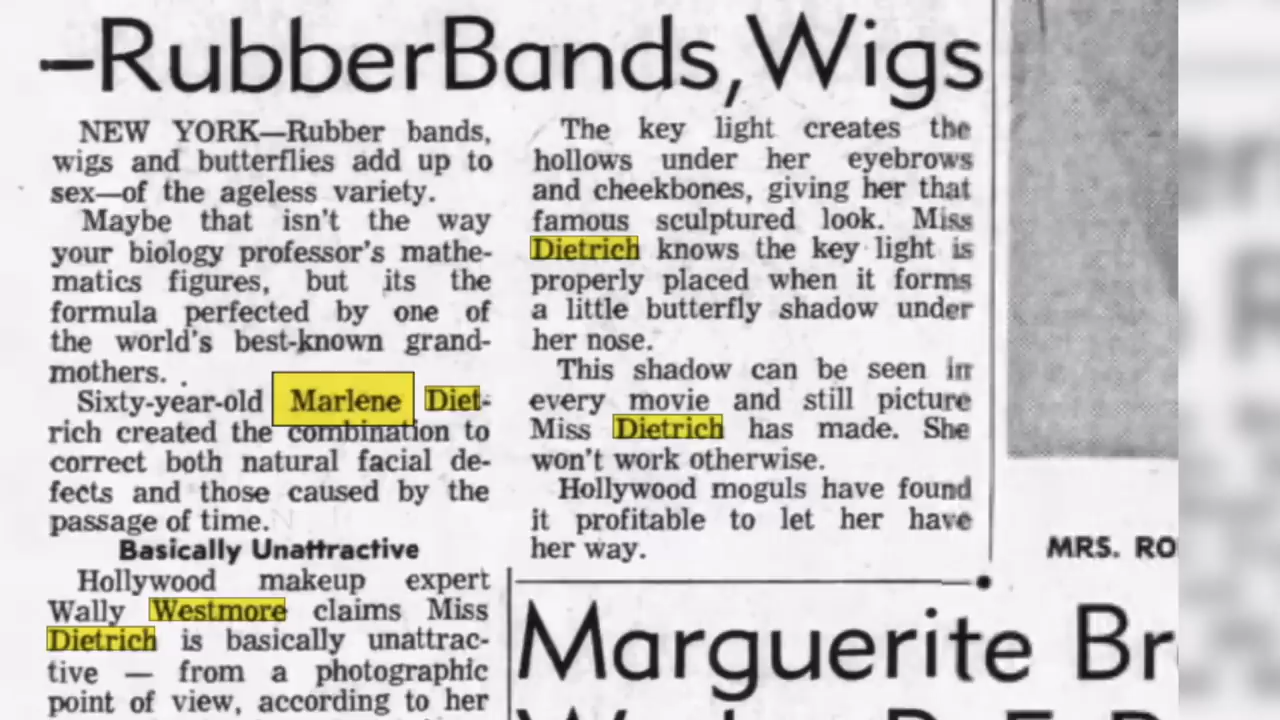 —Rubber Bands, Wigs
NEW YORK—Rubber bands,
wigs and butterflies add up to
sex—of the ageless variety.
Maybe that isn't the way
your biology professor's mathe-
matics figures, but its the
formula perfected by one of
the world's best-known grand-
mothers.
Sixty-year-old Marlene Diet-
rich created the combination to
correct both natural facial de-
fects and those caused by the
passage of time.
Basically Unattractive
Hollywood makeup expert
Wally Westmore claims Miss
Dietrich is basically unattrac-
tive — from a photographic
point of view, according to her
The key light creates the
hollows under her eyebrows
and cheekbones, giving her that
famous sculptured look. Miss
Dietrich knows the key light is
properly placed when it forms
a little butterfly shadow under
her nose.
This shadow can be seen in
every movie and still picture
Miss Dietrich has made. She
won't work otherwise.
Hollywood moguls have found
it profitable to let her have
her way.
MRS. RO
Marguerite Br